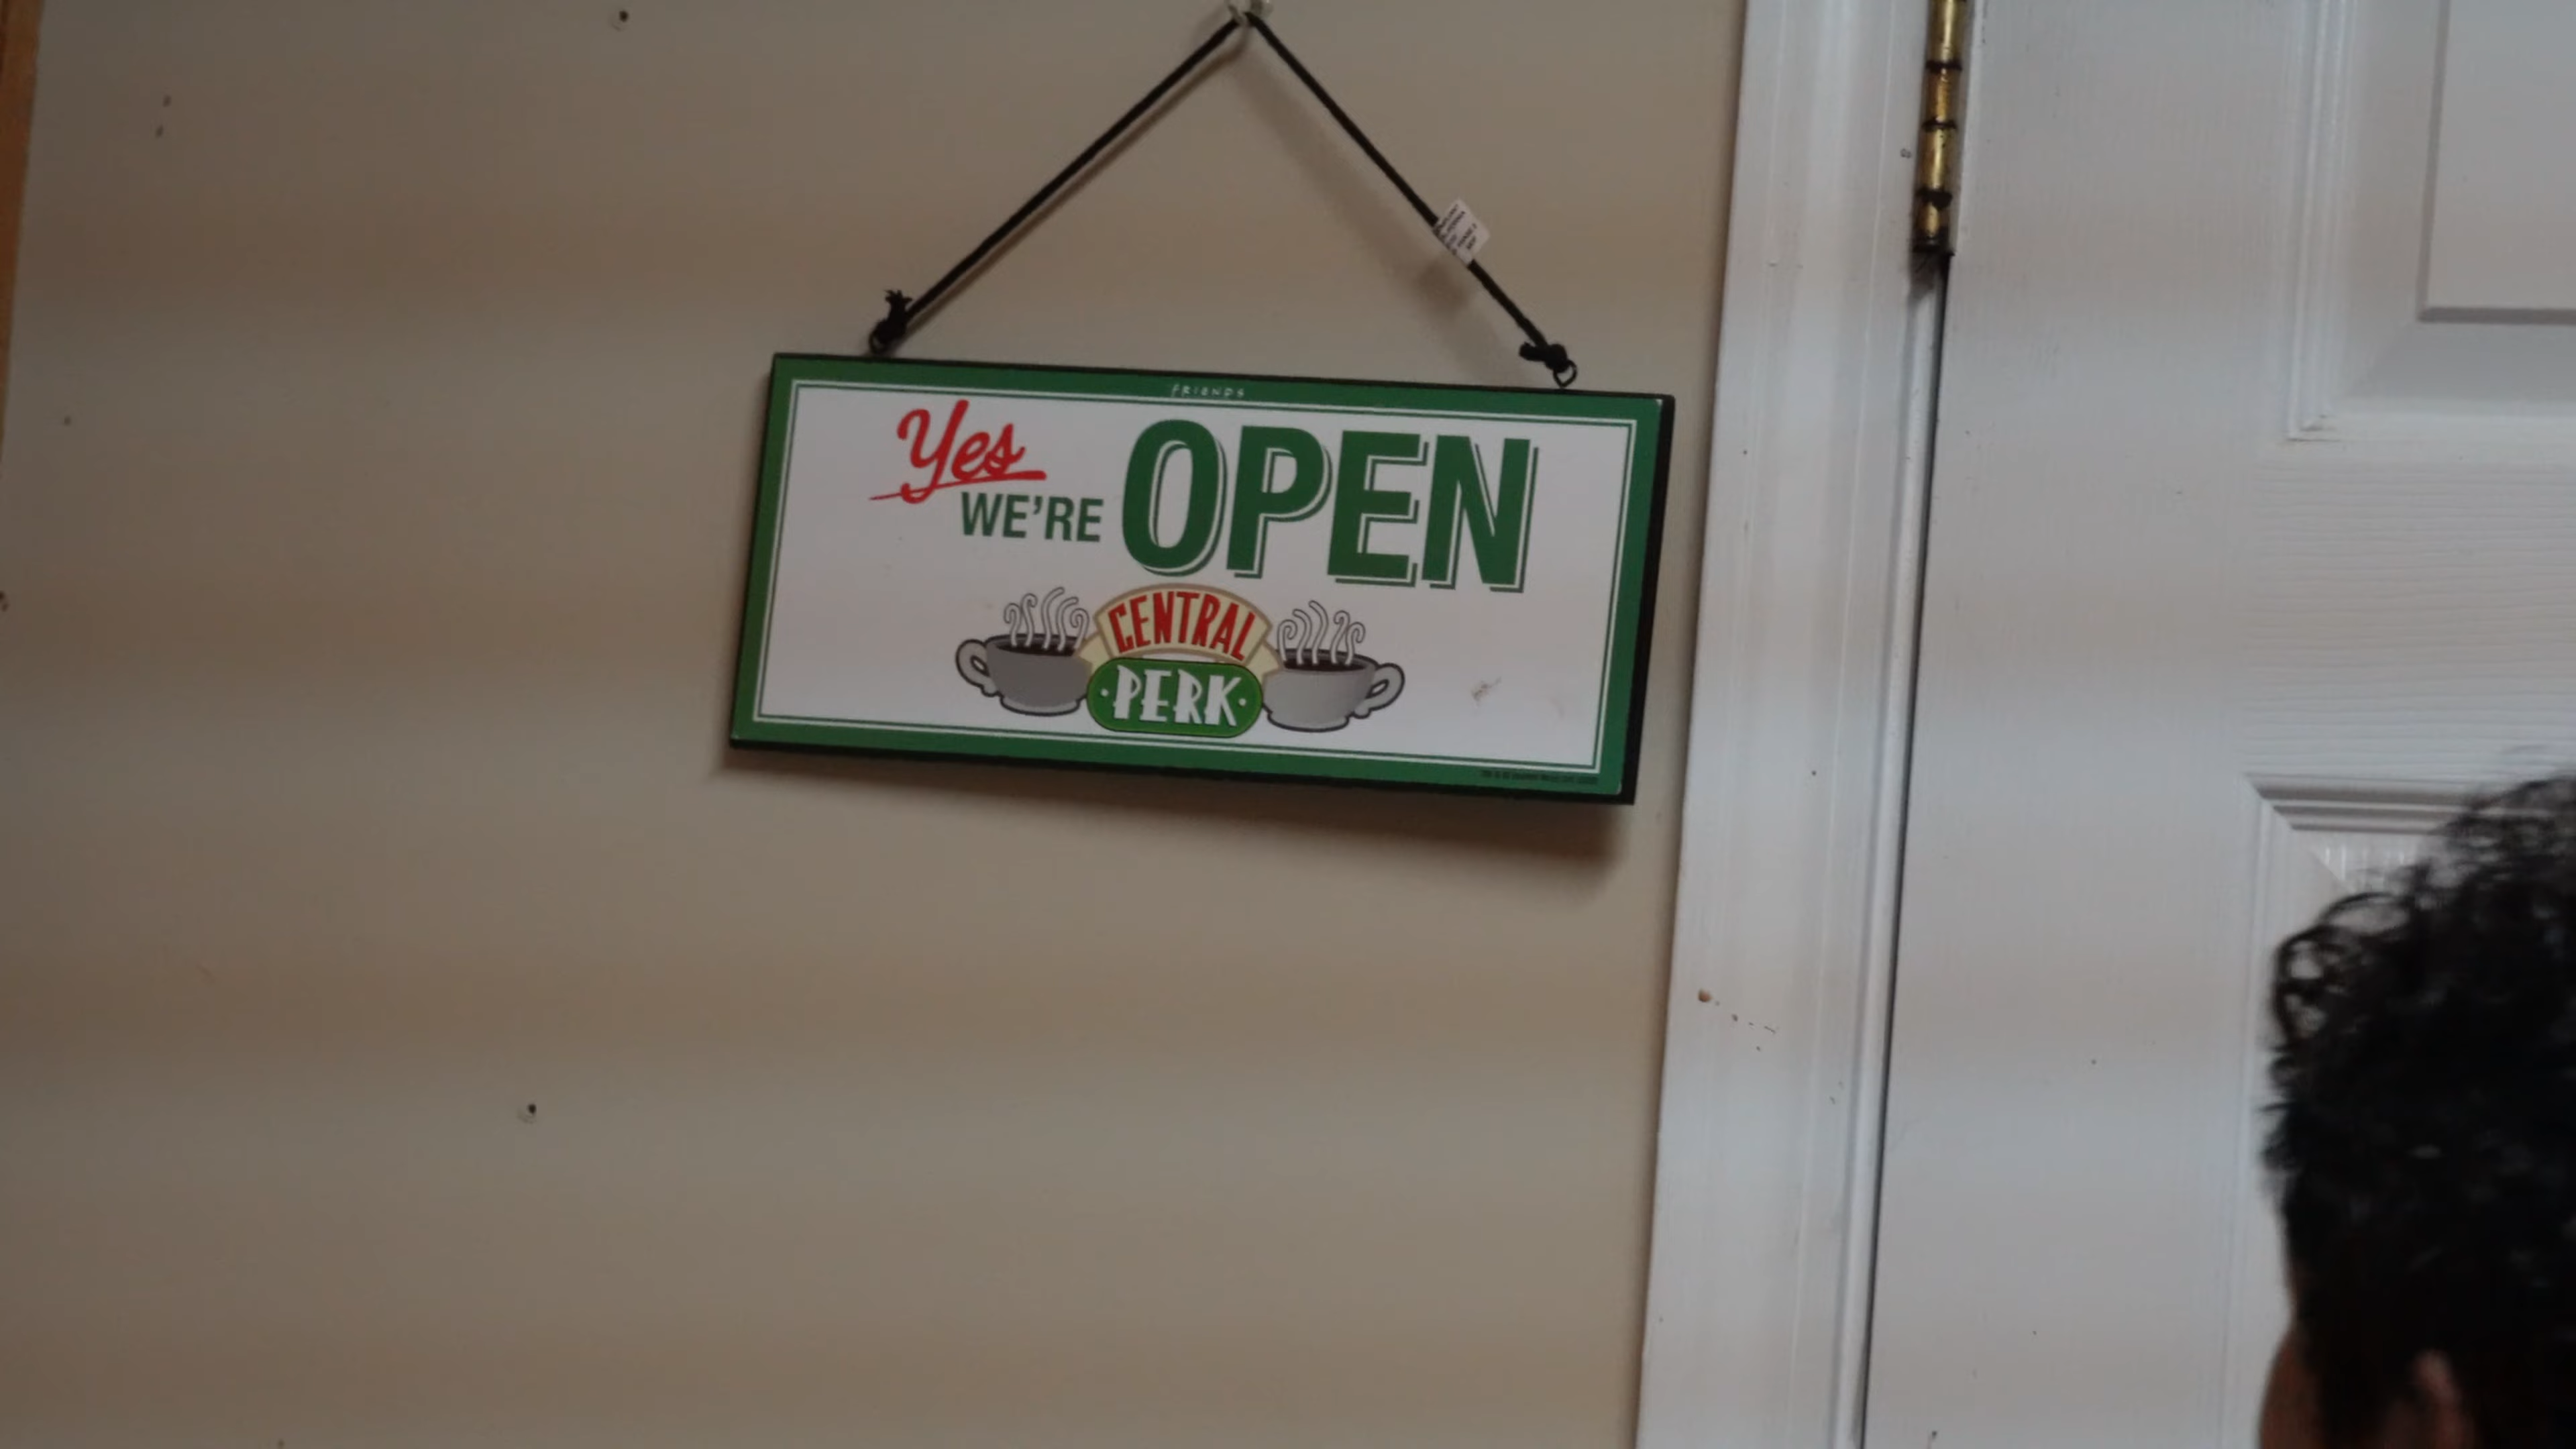 FRIENDS
Yes
WE'RE OPEN
CENTRAL
·PERK·